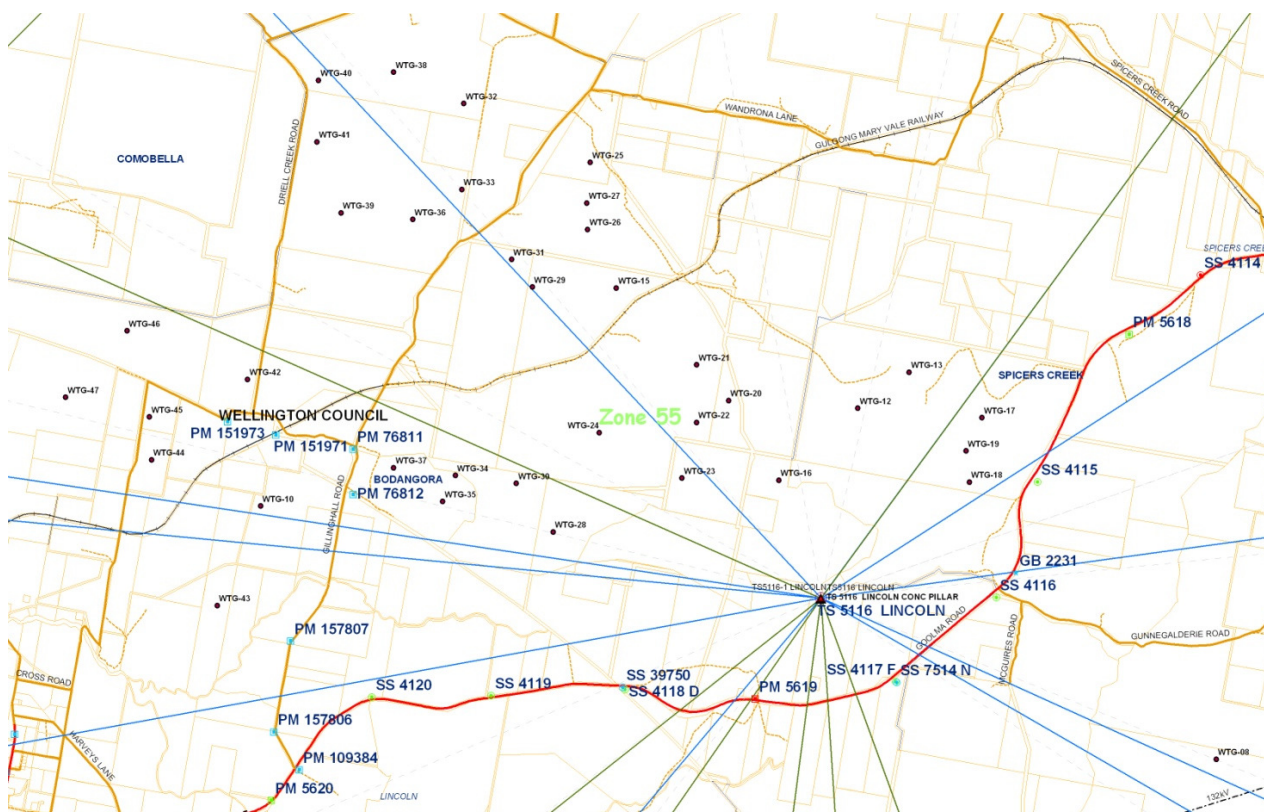 WTG-38
WTG-40
WTG-32
SPICERS CREEK ROAD
WANDRONA LANE
WTG-41
GULGONG MARY VALE RAILWAY
COMOBELLA
DRIELL CREEK ROAD
WTG-25
WTG-33
WTG-27
WTG-39
WTG-36
WTG-26
WTG-31
SPICERS CREE
SS 4114
WTG-29
WTG-15
WTG-46
PM 5618
WTG-21
WTG-13
WTG-42
SPICERS CREEK
WTG-47
WTG-20
WTG-45
WELLINGTON COUNCIL
Zone 55
WTG-22
WTG-12
WTG-17
WTG-24
PM 151973
PM 151971
PM 76811
WTG-44
WTG-19
WTG-37
WTG-34
BODANGORA
WTG-30
WTG-23
WTG-16
WTG-18
SS 4115
PM 76812
WTG-35
WTG-10
GILLINGHALL ROAD
WTG-28
GB 2231
TS5116-1 LINCOLNTS5116 LINCOLN
SS 4116
TS 5116 LINCOLN CONC PILLAR
WTG-43
TS 5116 LINCOLN
GOOLMA ROAD
PM 157807
GUNNEGALDERIE ROAD
MCGUIRES ROAD
CROSS ROAD
SS 4120
SS 4119
SS 39750
SS 4118 D
PM 5619
SS 4117 F
SS 7514 N
PM 157806
HARVEYS LANE
WTG-08
PM 109384
PM 5620
LINCOLN
132kV